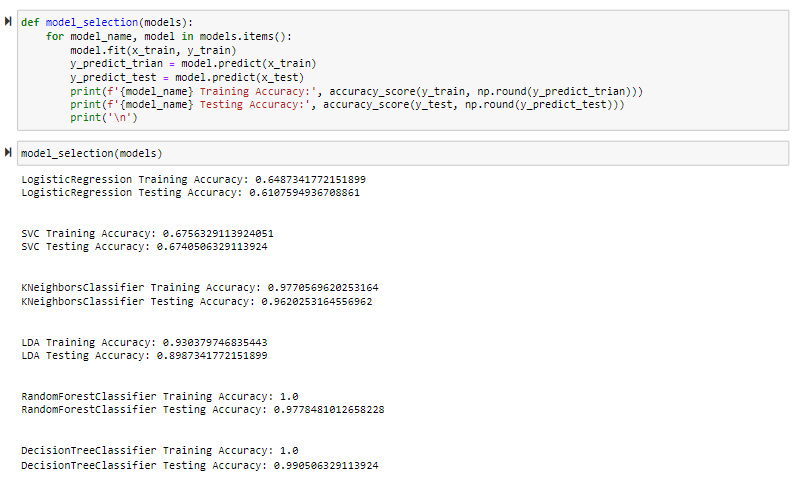 def model_selection(models):
    for model_name, model in models.items():
        model.fit(x_train, y_train)
        y_predict_trian = model.predict(x_train)
        y_predict_test = model.predict(x_test)
        print(f'{model_name} Training Accuracy:', accuracy_score(y_train, np.round(y_predict_trian)))
        print(f'{model_name} Testing Accuracy:', accuracy_score(y_test, np.round(y_predict_test)))
        print('\n')
model_selection(models)
LogisticRegression Training Accuracy: 0.6487341772151899
LogisticRegression Testing Accuracy: 0.6107594936708861
SVC Training Accuracy: 0.6756329113924051
SVC Testing Accuracy: 0.6740506329113924
KNeighborsClassifier Training Accuracy: 0.9770569620253164
KNeighborsClassifier Testing Accuracy: 0.9620253164556962
LDA Training Accuracy: 0.930379746835443
LDA Testing Accuracy: 0.8987341772151899
RandomForestClassifier Training Accuracy: 1.0
RandomForestClassifier Testing Accuracy: 0.9778481012658228
DecisionTreeClassifier Training Accuracy: 1.0
DecisionTreeClassifier Testing Accuracy: 0.990506329113924